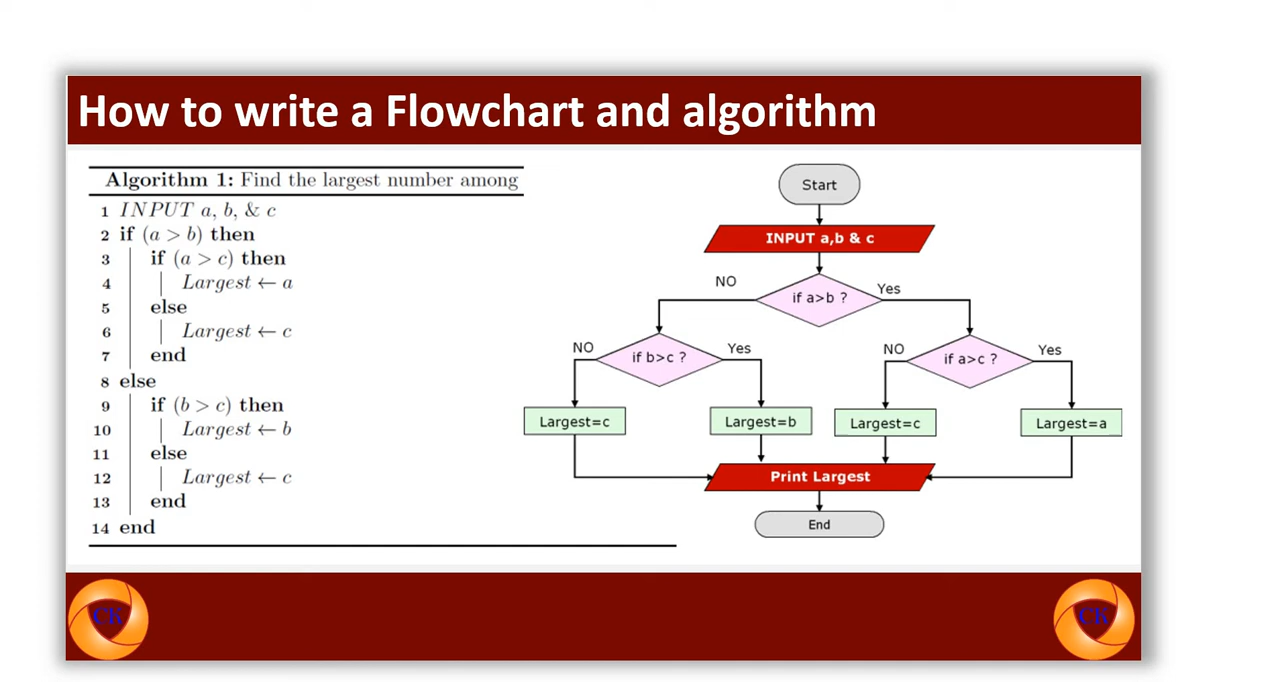 How to write a Flowchart and algorithm
Algorithm 1: Find the largest number among
1 INPUT a, b, & c
2 if (a > b) then
3 if (a > c) then
4 Largest ← a
5 else
6 Largest ← c
7 end
8 else
9 if (b > c) then
10 Largest ← b
11 else
12 Largest ← c
13 end
14 end
Start
INPUT a,b & c
if a>b ?
NO
Yes
if b>c ?
NO
Yes
if a>c ?
NO
Yes
Largest=c
Largest=b
Largest=c
Largest=a
Print Largest
End
CK
CK